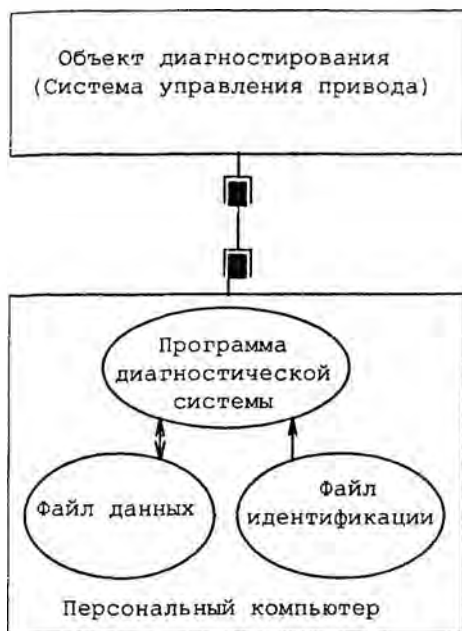 Объект диагностирования
(Система управления привода)
Программа
диагностической
системы
Файл данных
Файл
идентификации
Персональный компьютер